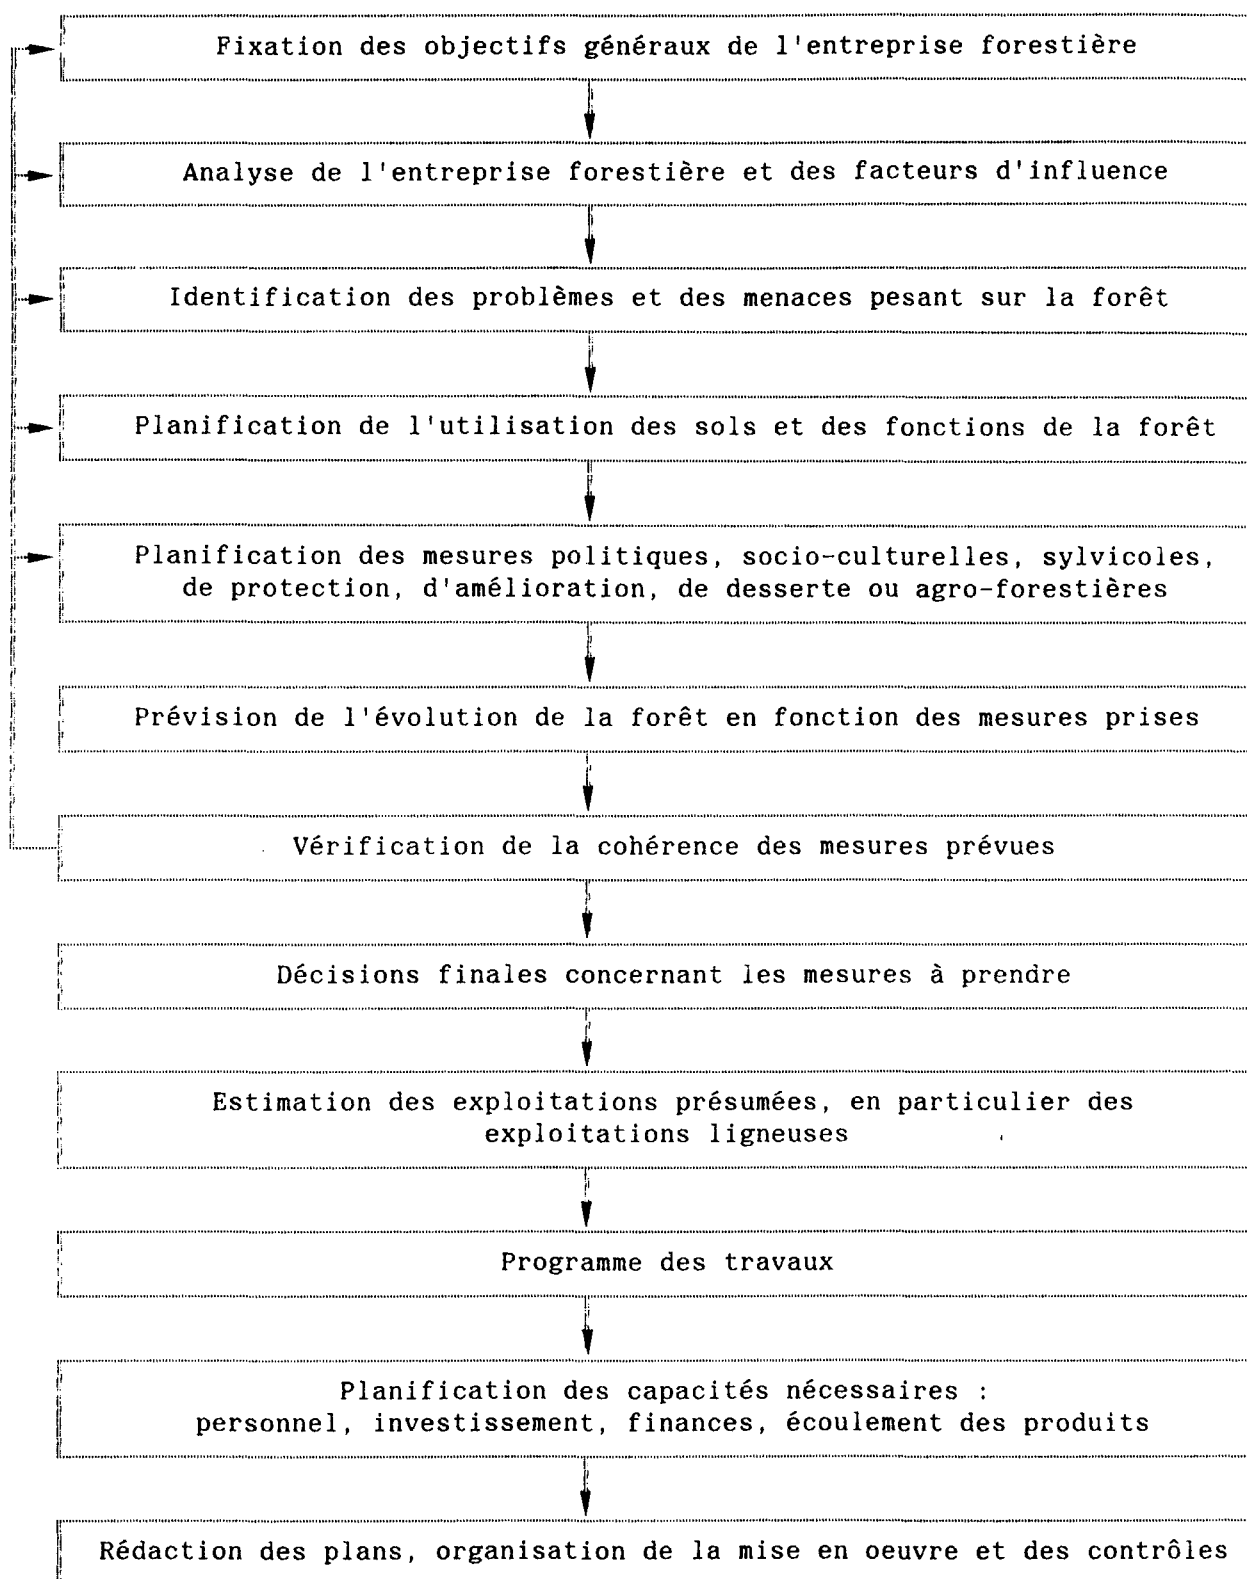 Fixation des objectifs généraux de l'entreprise forestière
Analyse de l'entreprise forestière et des facteurs d'influence
Identification des problèmes et des menaces pesant sur la forêt
Planification de l'utilisation des sols et des fonctions de la forêt
Planification des mesures politiques, socio-culturelles, sylvicoles,
de protection, d'amélioration, de desserte ou agro-forestières
Prévision de l'évolution de la forêt en fonction des mesures prises
Vérification de la cohérence des mesures prévues
Décisions finales concernant les mesures à prendre
Estimation des exploitations présumées, en particulier des
exploitations ligneuses
Programme des travaux
Planification des capacités nécessaires :
personnel, investissement, finances, écoulement des produits
Rédaction des plans, organisation de la mise en oeuvre et des contrôles